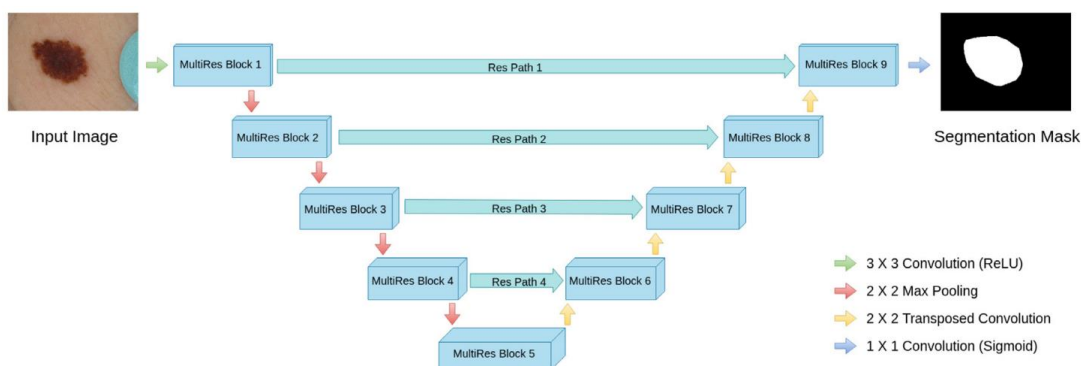 MultiRes Block 1
Res Path 1
MultiRes Block 9
Input Image
MultiRes Block 2
Res Path 2
MultiRes Block 8
Segmentation Mask
MultiRes Block 3
Res Path 3
MultiRes Block 7
MultiRes Block 4
Res Path 4
MultiRes Block 6
MultiRes Block 5
3 X 3 Convolution (ReLU)
2 X 2 Max Pooling
2 X 2 Transposed Convolution
1 X 1 Convolution (Sigmoid)